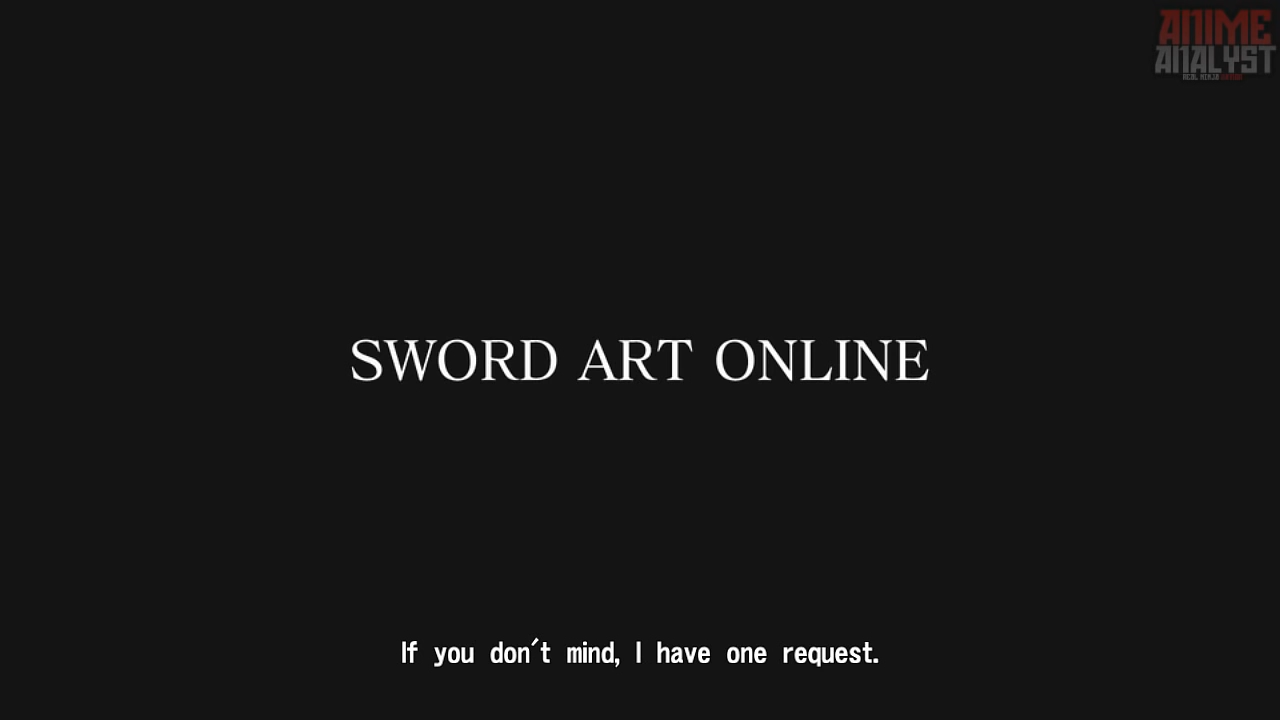 ANIME
ANALYST
SWORD ART ONLINE
If you don't mind, I have one request.